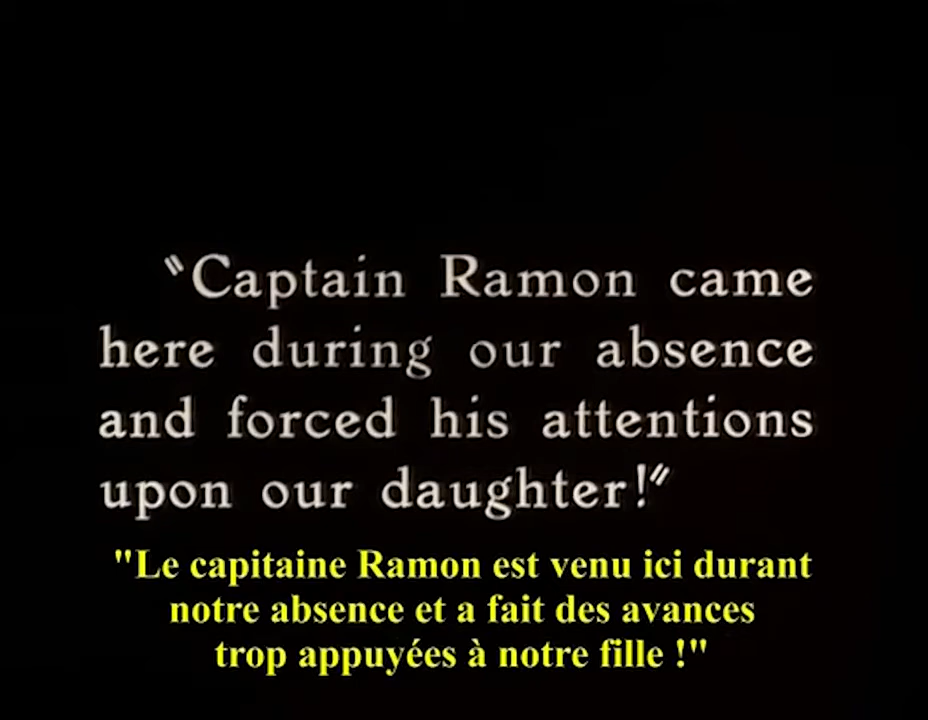 "Captain Ramon came
here during our absence
and forced his attentions
upon our daughter!"
"Le capitaine Ramon est venu ici durant
notre absence et a fait des avances
trop appuyées à notre fille !"